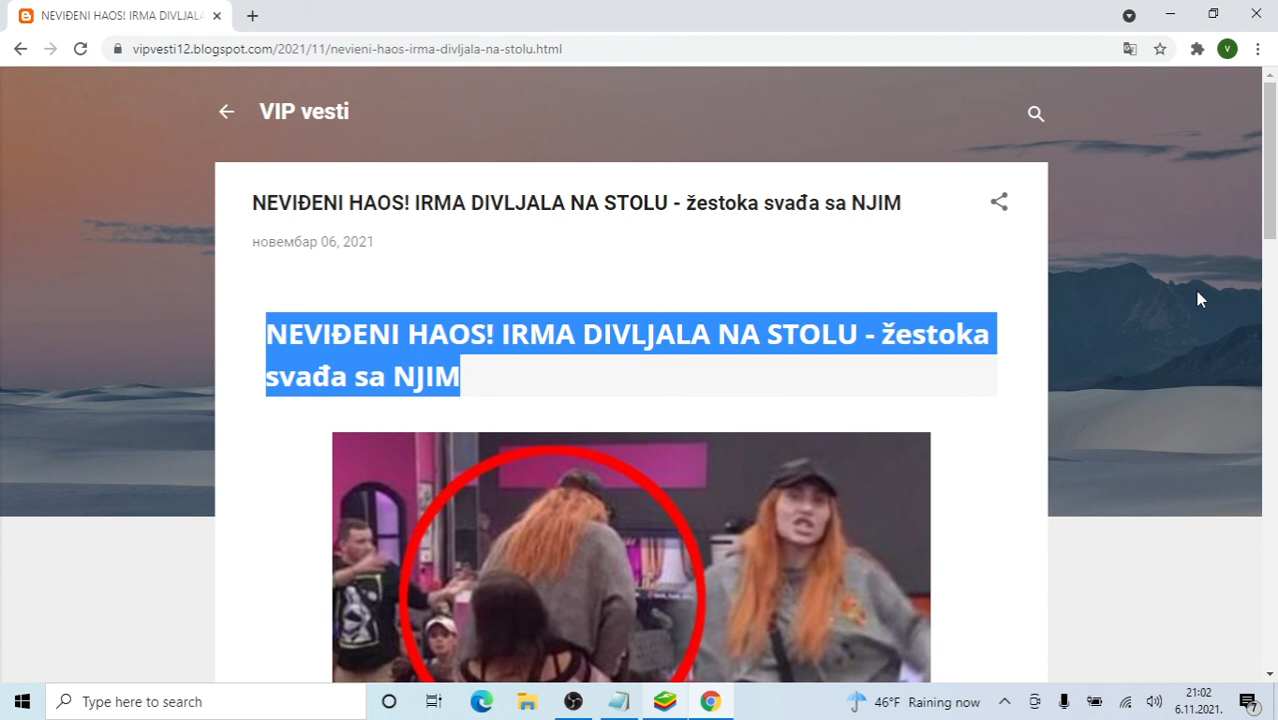 NEVIĐENI HAOS! IRMA DIVLJALA
vipvesti12.blogspot.com/2021/11/nevieni-haos-irma-divljala-na-stolu.html
V
VIP vesti
NEVIĐENI HAOS! IRMA DIVLJALA NA STOLU - žestoka svađa sa NJIM
новембар 06, 2021
NEVIĐENI HAOS! IRMA DIVLJALA NA STOLU - žestoka
svađa sa NJIM
Type here to search
46°F Raining now
21:02
6.11.2021.
7